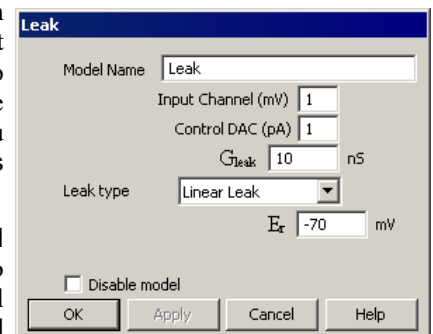 Leak
Model Name Leak
Input Channel (mV) 1
Control DAC (pA) 1
Gleak 10 nS
Leak type Linear Leak
Er -70 mV
Disable model
OK Apply Cancel Help